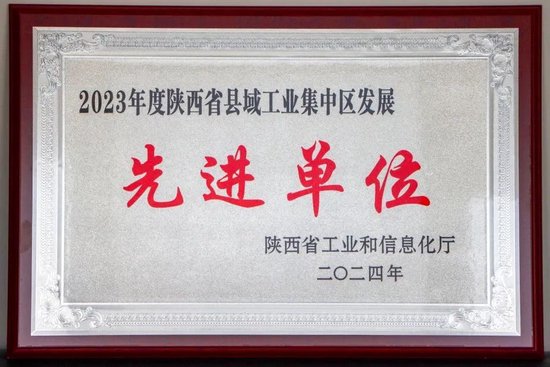 2023年度陕西省县域工业集中区发展
先进单位
陕西省工业和信息化厅
二〇二四年